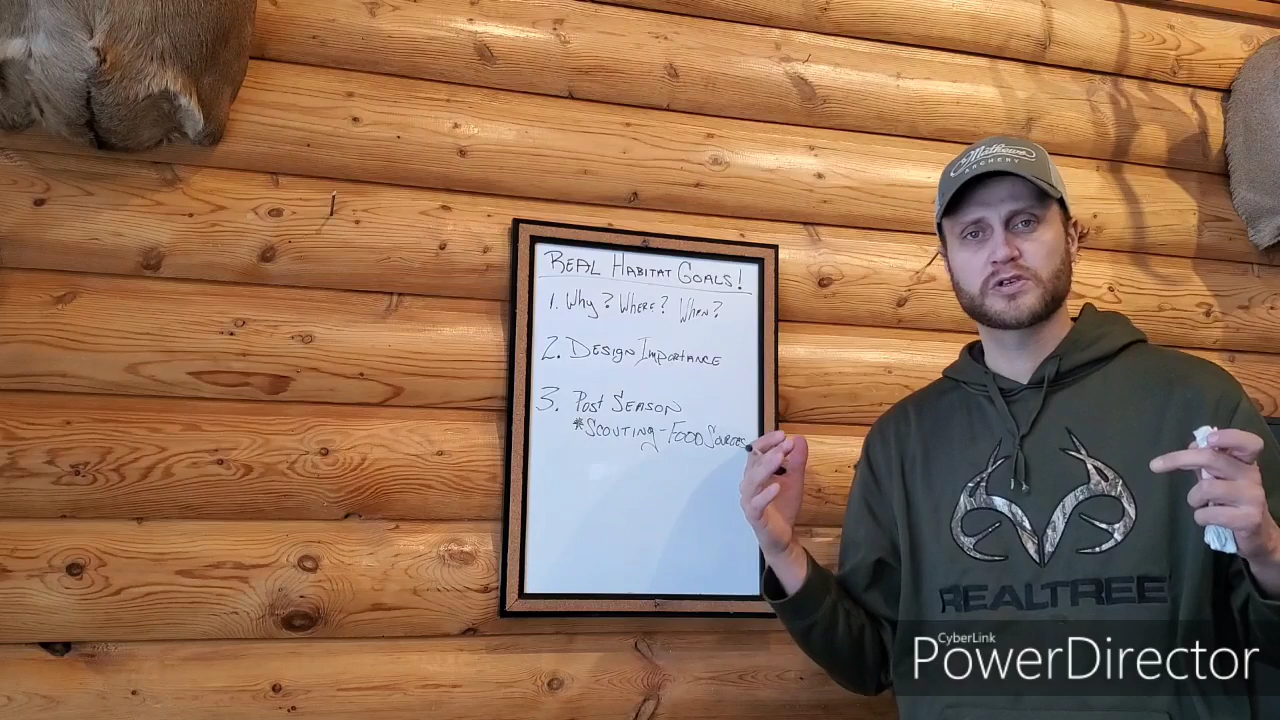 REAL HABITAT GOALS!
1. Why? WHERE? WHEN?
2. DESIGN IMPORTANCE
3. POST SEASON
*SCOUTING-FOOD SOURCES
Mathews
ARCHERY
REALTREE
CyberLink
PowerDirector